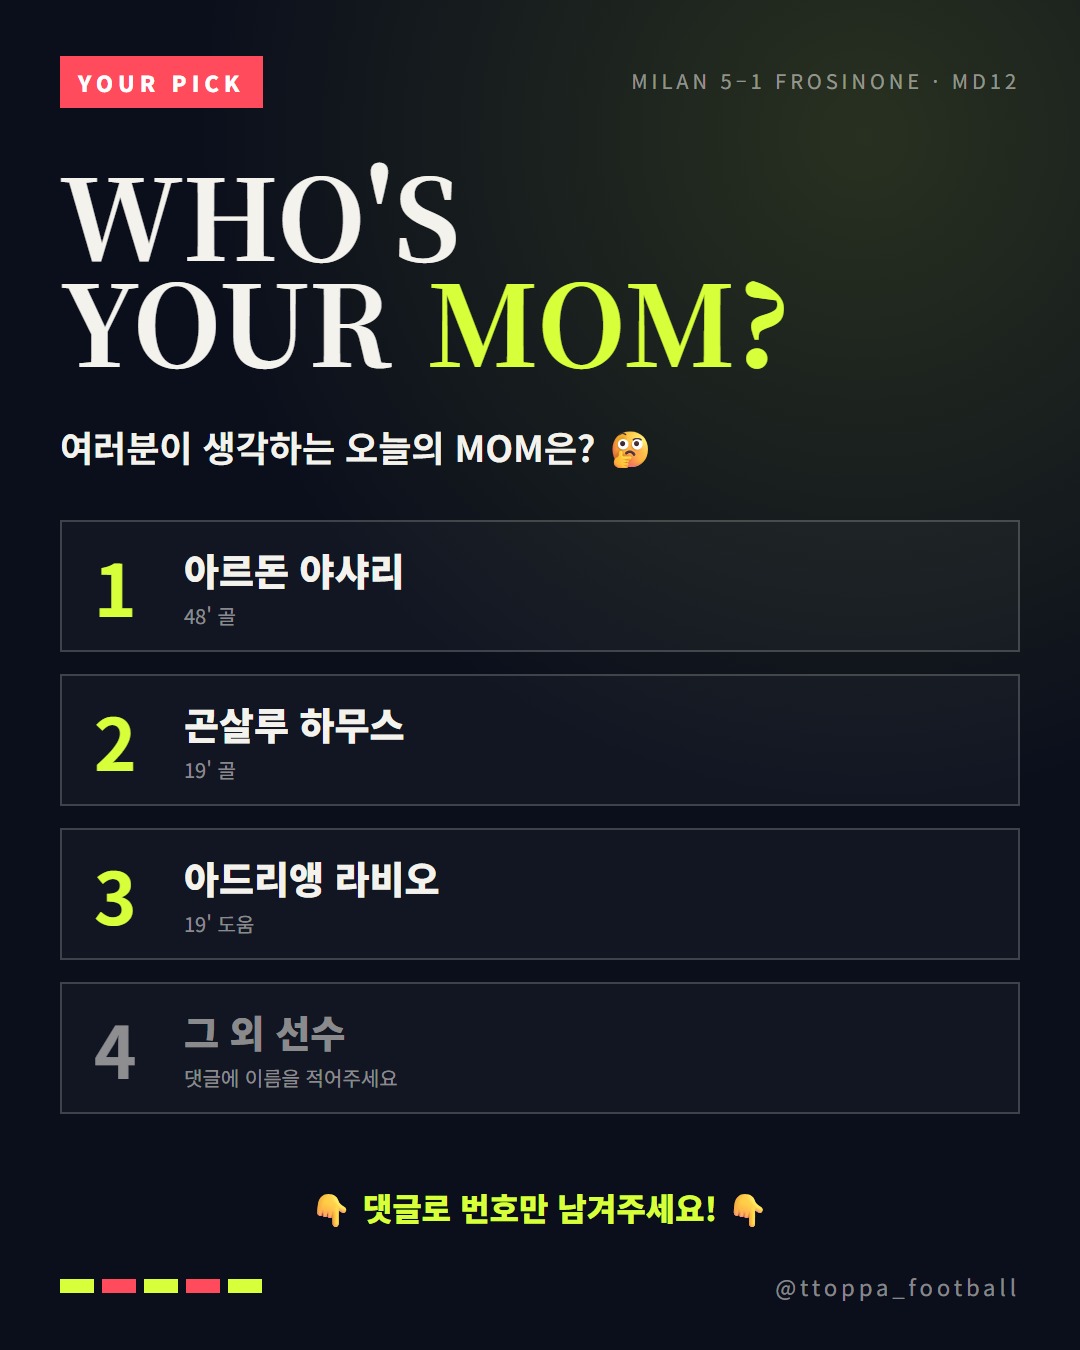 YOUR PICK
MILAN 5–1 FROSINONE · MD12
WHO'S
YOUR MOM?
여러분이 생각하는 오늘의 MOM은? 🤔
1
아르돈 야샤리
48' 골
2
곤살루 하무스
19' 골
3
아드리앵 라비오
19' 도움
4
그 외 선수
댓글에 이름을 적어주세요
👇 댓글로 번호만 남겨주세요! 👇
@ttoppa_football